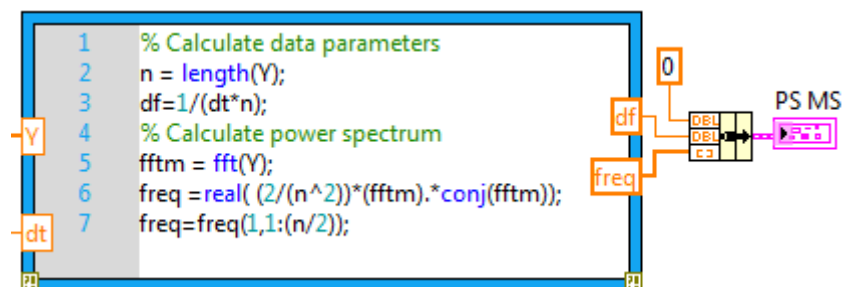 1 % Calculate data parameters
2 n = length(Y);
3 df=1/(dt*n);
4 % Calculate power spectrum
5 fftm = fft(Y);
6 freq =real( (2/(n^2))*(fftm).*conj(fftm));
7 freq=freq(1,1:(n/2));
Y
dt
df
freq
0
DBL
DBL
PS MS